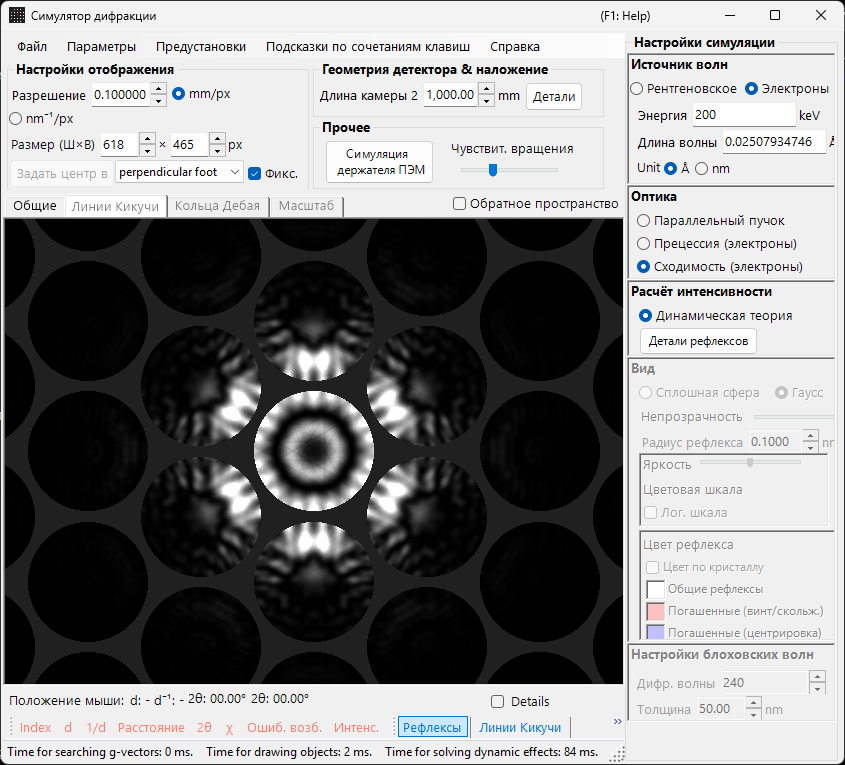 Симулятор дифракции
(F1: Help)
Файл Параметры Предустановки Подсказки по сочетаниям клавиш Справка
Настройки отображения
Разрешение 0.100000 mm/px
nm⁻¹/px
Размер (Ш×В) 618 × 465 px
Задать центр в perpendicular foot Фикс.
Геометрия детектора & наложение
Длина камеры 2 1,000.00 mm Детали
Прочее
Симуляция
держателя ПЭМ
Чувствит. вращения
Общие Линии Кикучи Кольца Дебая Масштаб
Обратное пространство
Настройки симуляции
Источник волн
Рентгеновское Электроны
Энергия 200 keV
Длина волны 0.02507934746
Unit Å nm
Оптика
Параллельный пучок
Прецессия (электроны)
Сходимость (электроны)
Расчёт интенсивности
Динамическая теория
Детали рефлексов
Вид
Сплошная сфера Гаусс
Непрозрачность
Радиус рефлекса 0.1000
Яркость
Цветовая шкала
Лог. шкала
Цвет рефлекса
Цвет по кристаллу
Общие рефлексы
Погашенные (винт/скольж.)
Погашенные (центрировка)
Настройки блоховских волн
Дифр. волны 240
Толщина 50.00 nm
Положение мыши: d: - d⁻¹: - 2θ: 00.00° 2θ: 00.00°
Details
Index d 1/d Расстояние 2θ χ Ошиб. возб. Интенс. Рефлексы Линии Кикучи »
Time for searching g-vectors: 0 ms. Time for drawing objects: 2 ms. Time for solving dynamic effects: 84 ms.